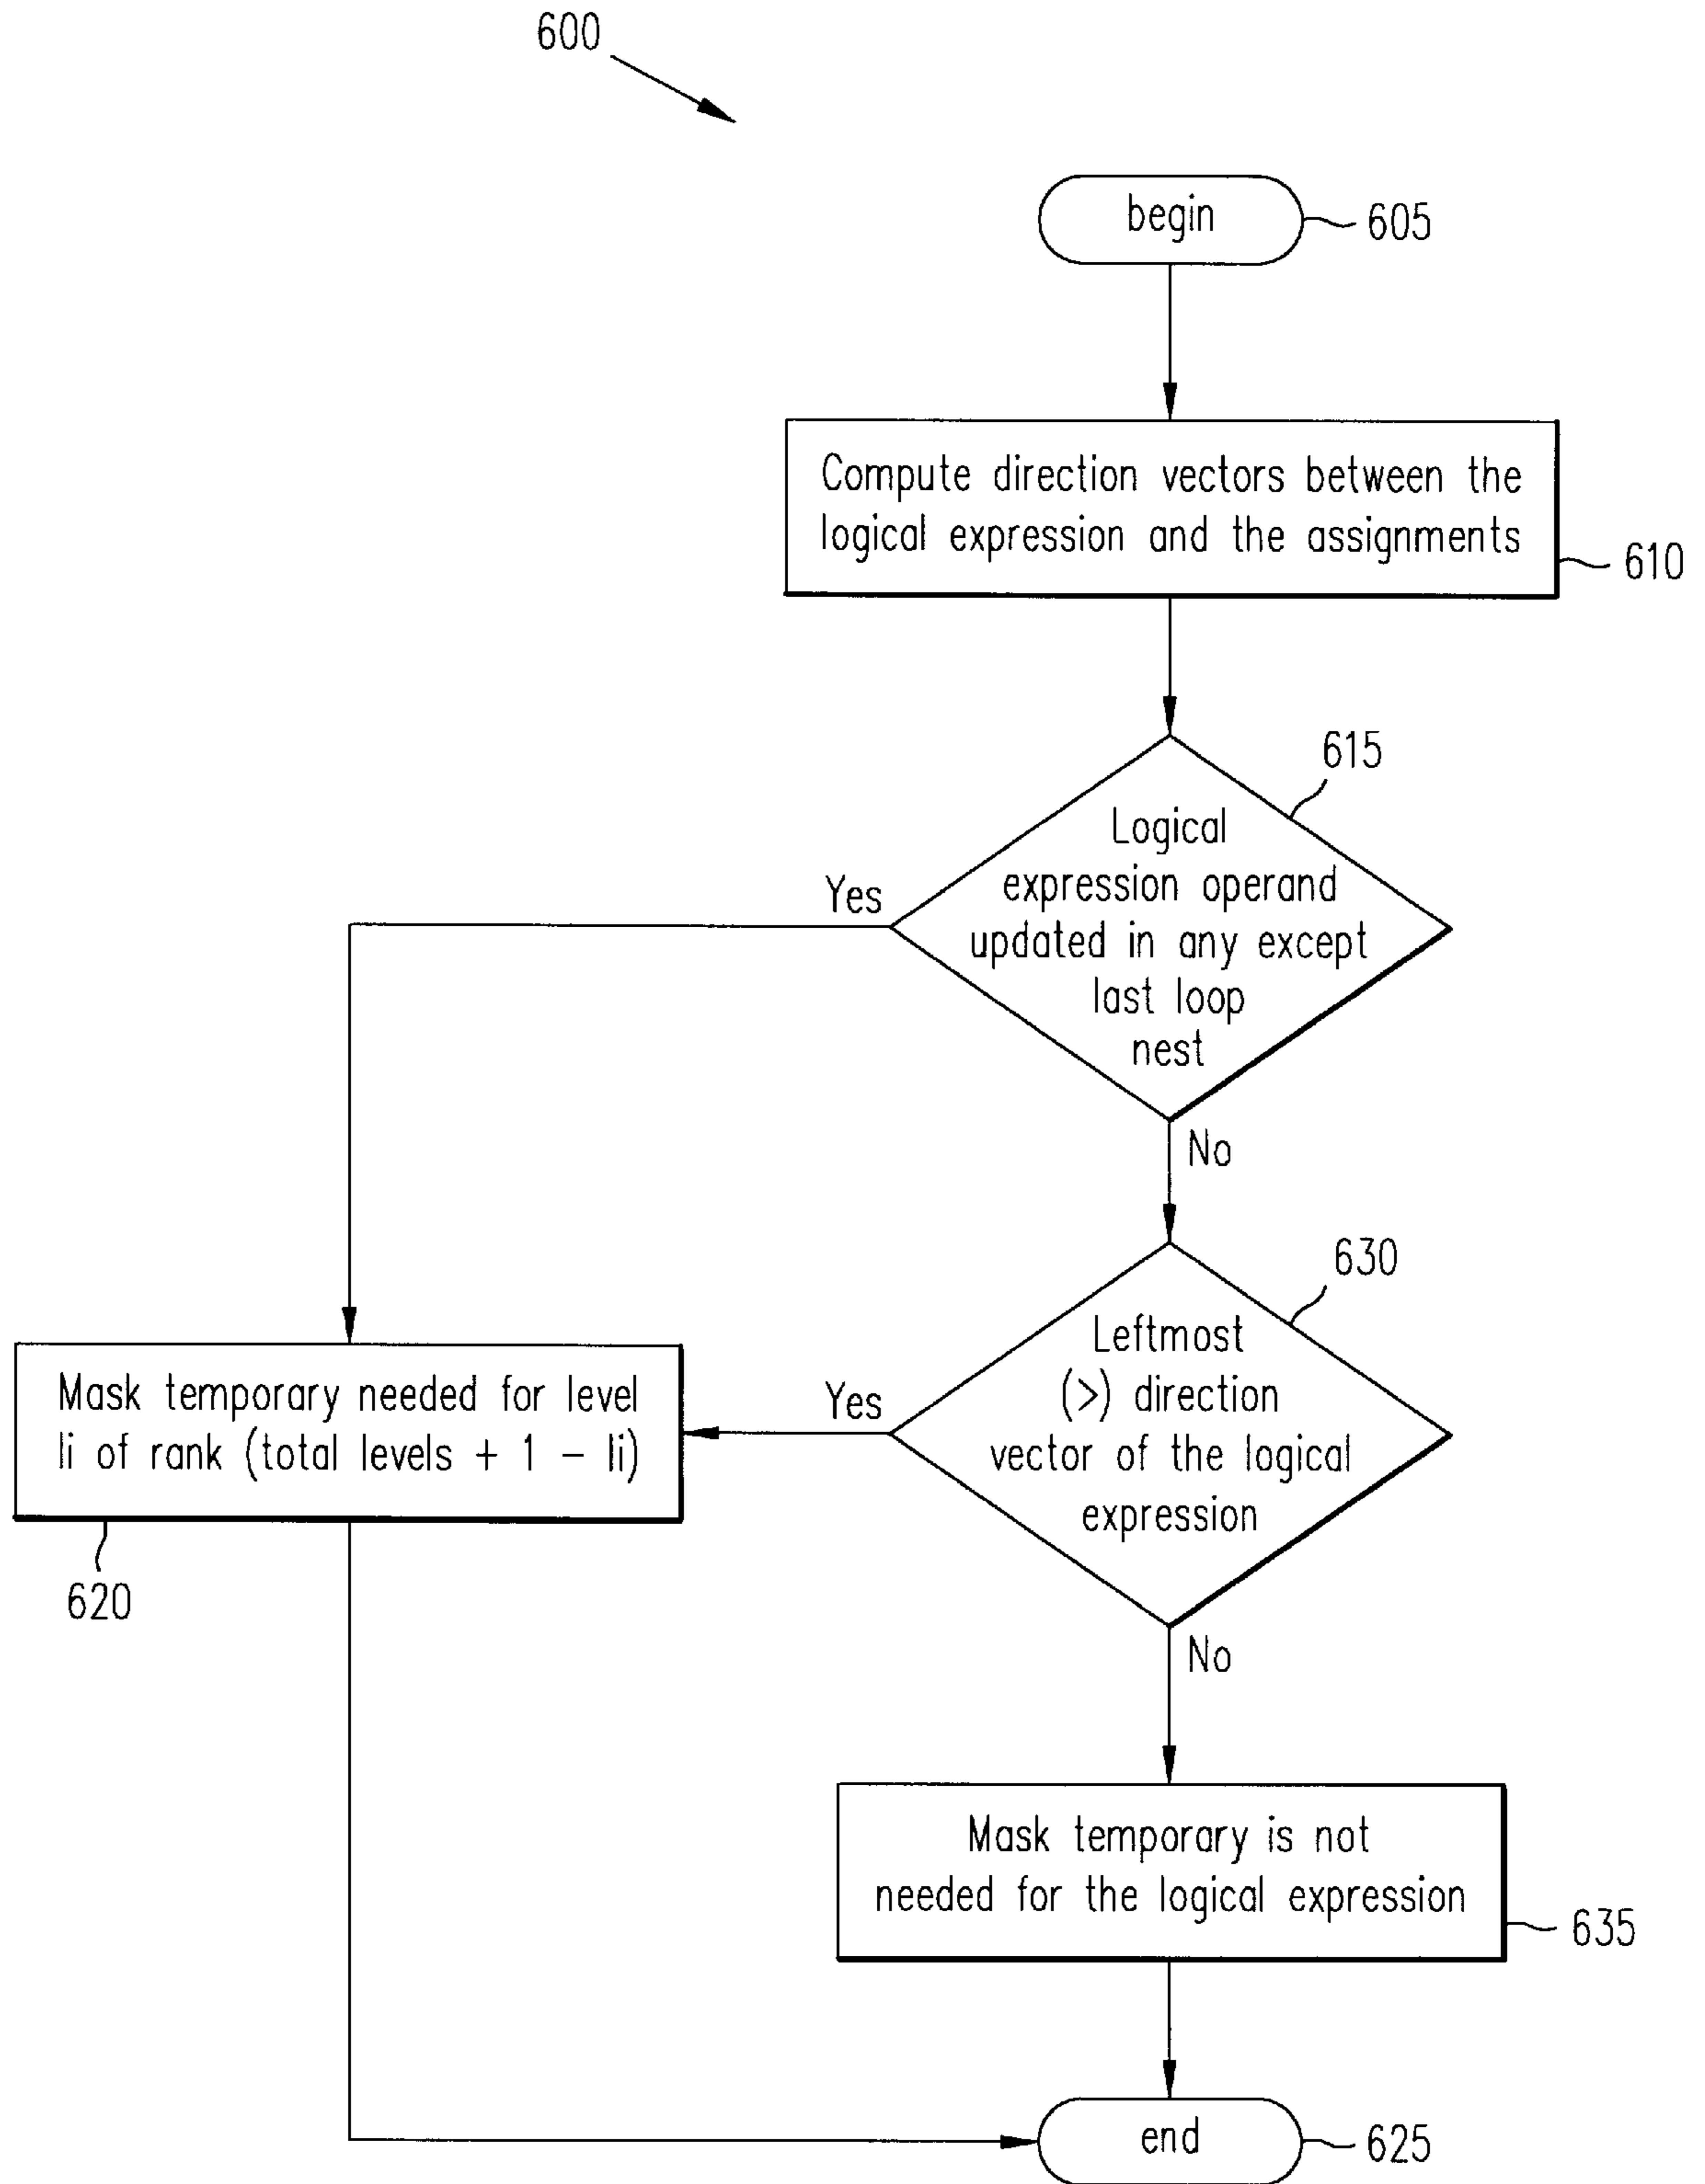 600
begin
605
Compute direction vectors between the
logical expression and the assignments
610
615
Logical
expression operand
updated in any except
last loop
nest
Yes
No
630
Leftmost
(>) direction
vector of the logical
expression
Yes
No
Mask temporary needed for level
li of rank (total levels + 1 – li)
620
Mask temporary is not
needed for the logical expression
635
end
625